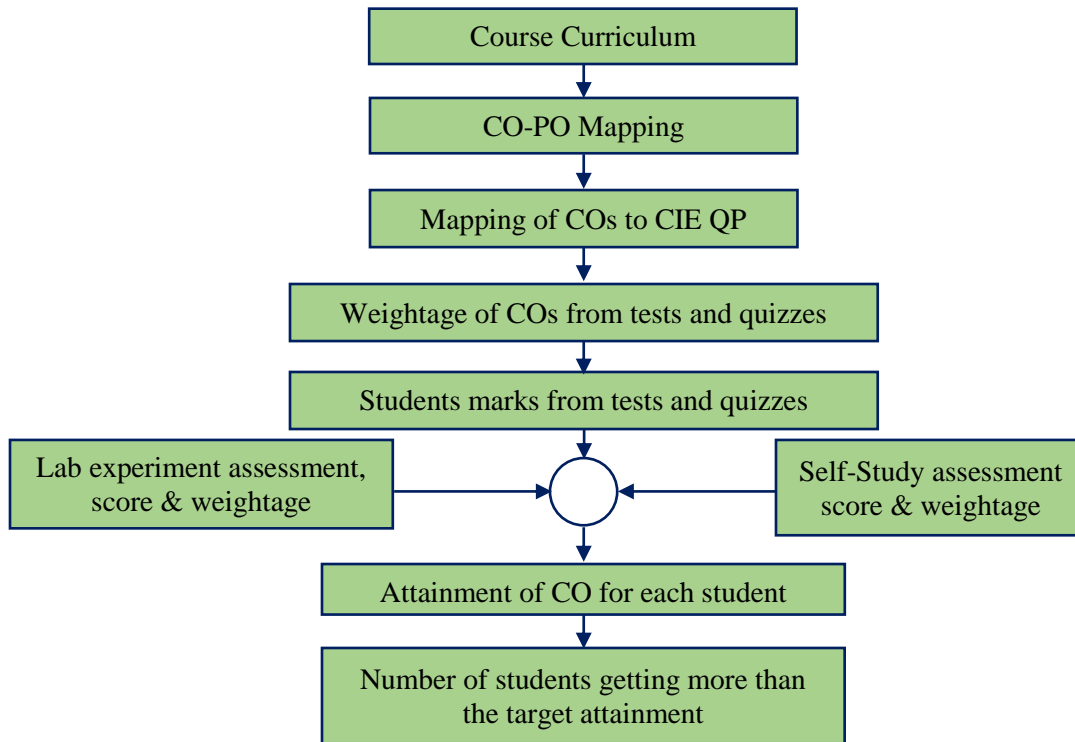 Course Curriculum
CO-PO Mapping
Mapping of COs to CIE QP
Weightage of COs from tests and quizzes
Students marks from tests and quizzes
Lab experiment assessment,
score & weightage
Self-Study assessment
score & weightage
Attainment of CO for each student
Number of students getting more than
the target attainment